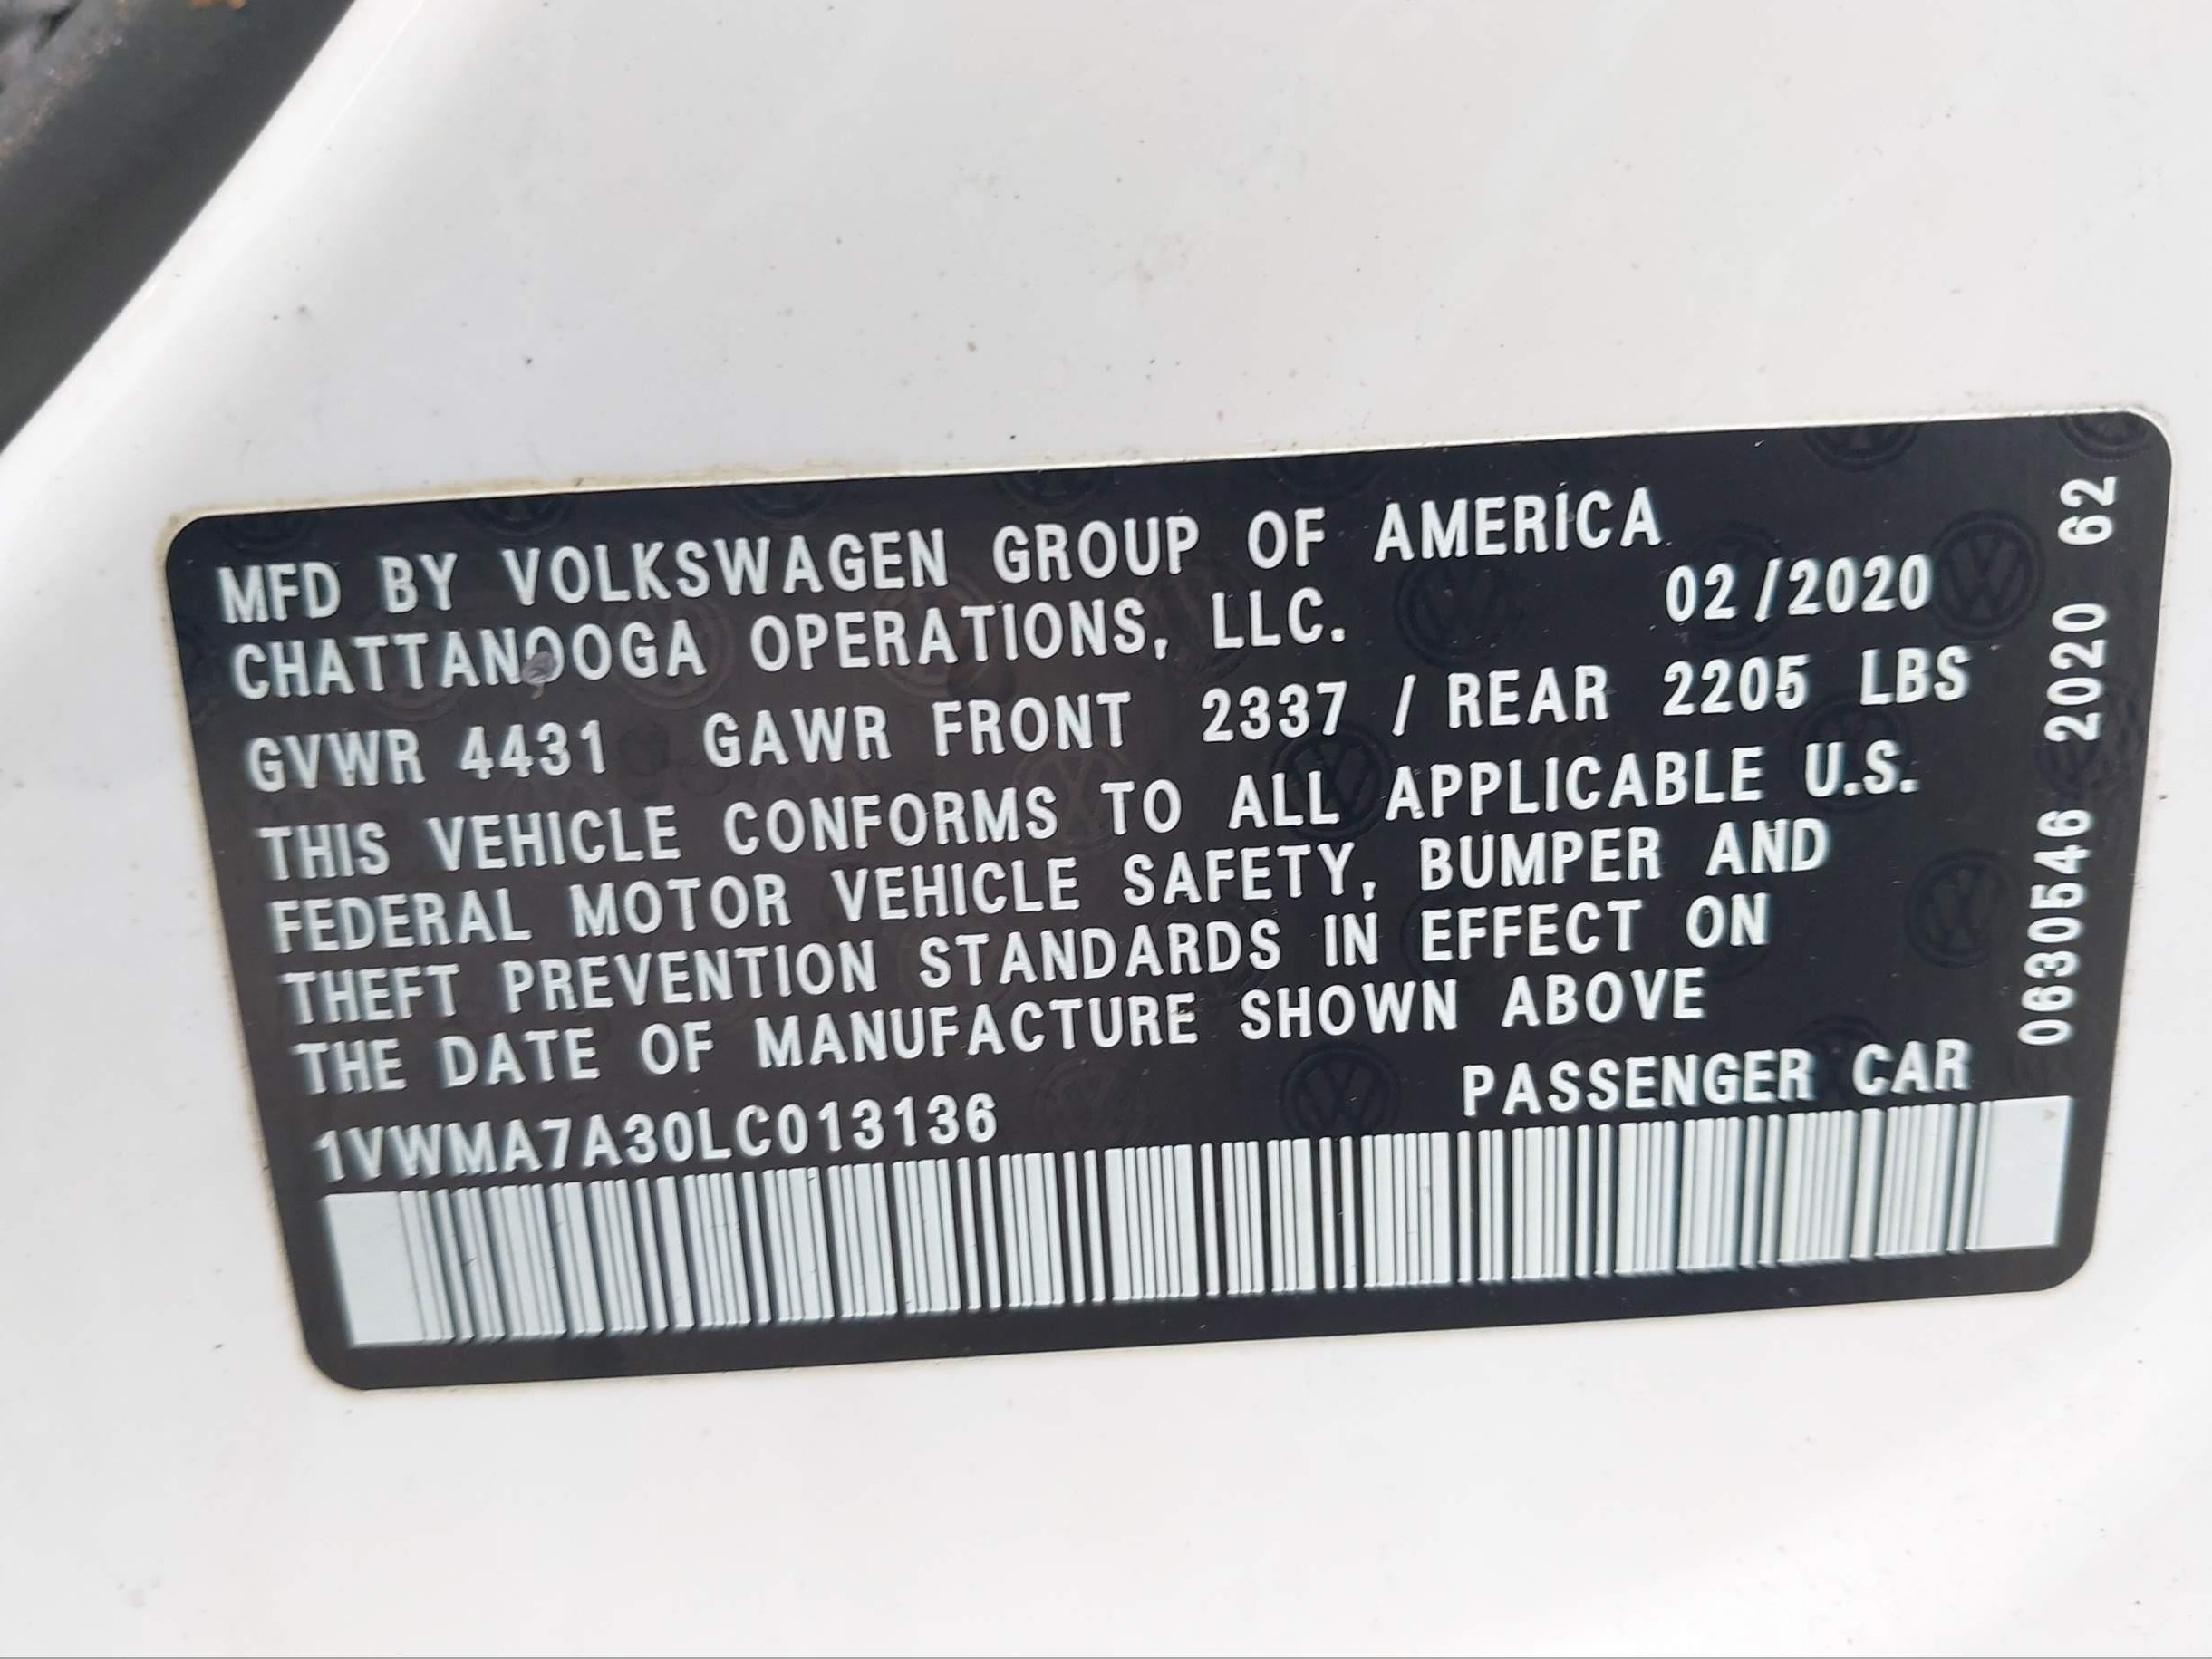 MFD BY VOLKSWAGEN GROUP OF AMERICA
CHATTANOOGA OPERATIONS, LLC. 02/2020
GVWR 4431 GAWR FRONT 2337 / REAR 2205 LBS
THIS VEHICLE CONFORMS TO ALL APPLICABLE U.S.
FEDERAL MOTOR VEHICLE SAFETY, BUMPER AND
THEFT PREVENTION STANDARDS IN EFFECT ON
THE DATE OF MANUFACTURE SHOWN ABOVE
1VWMA7A30LC013136 PASSENGER CAR
0630546 2020 62